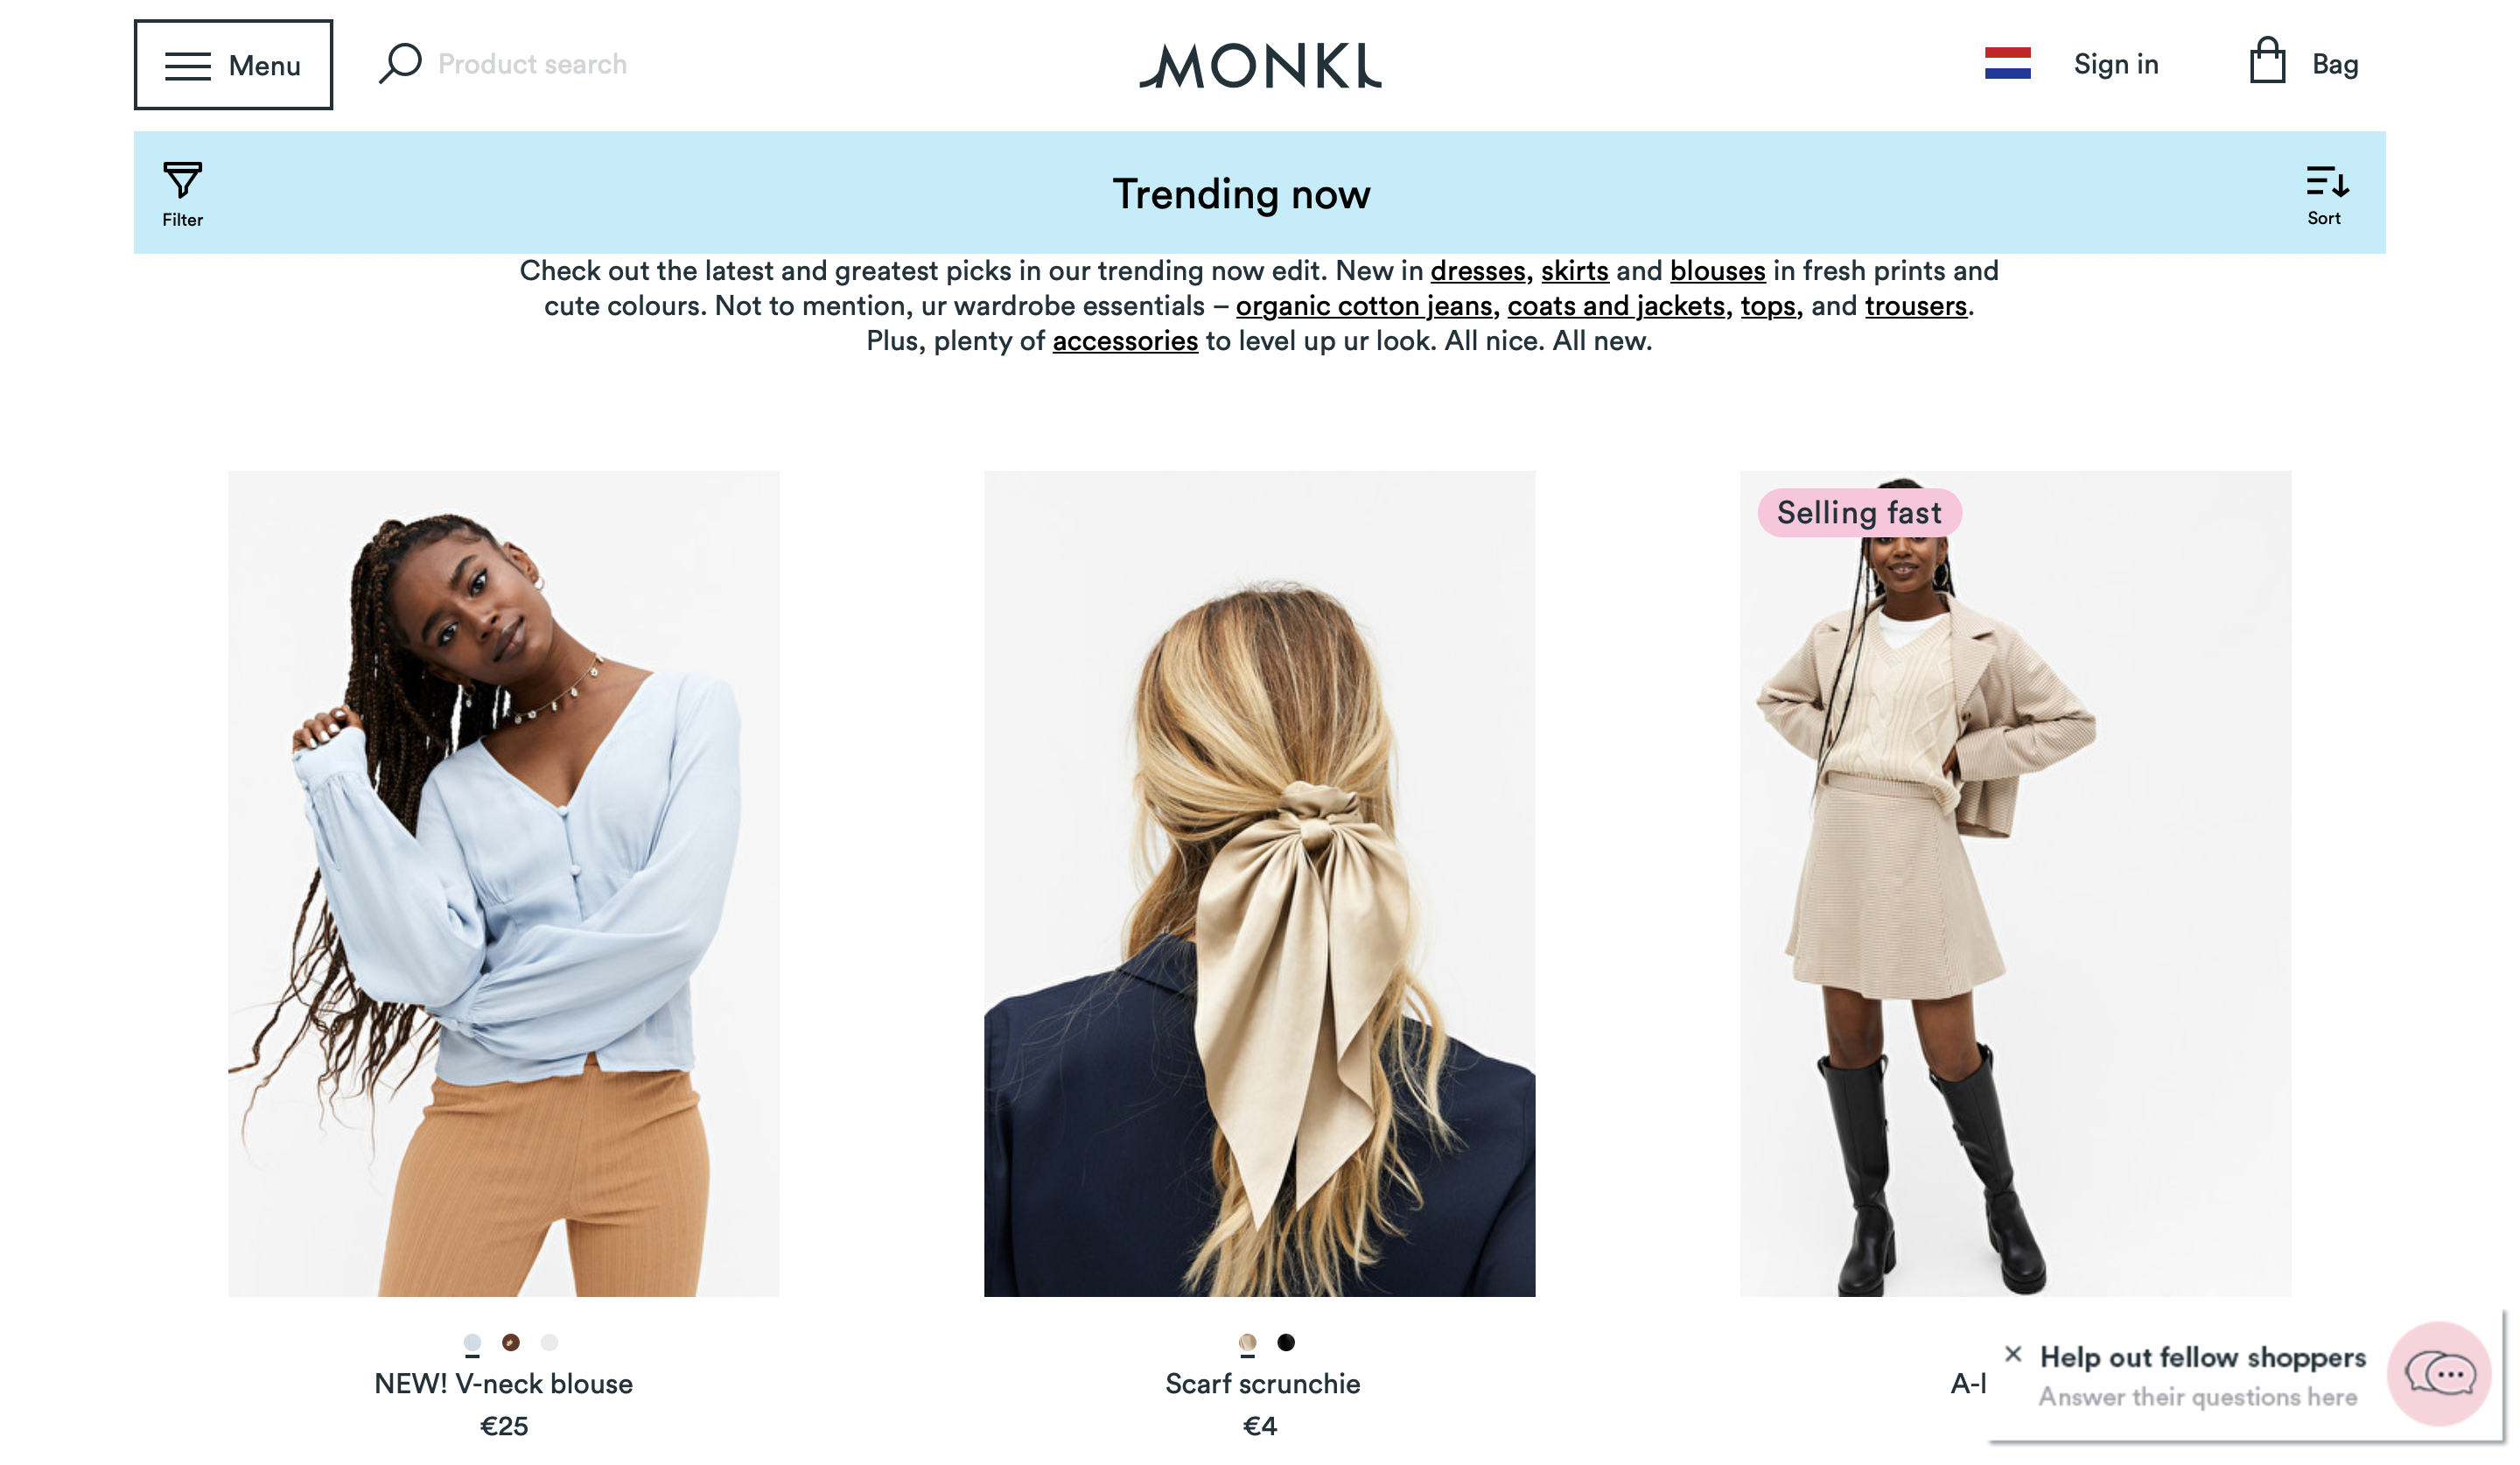 Menu
Product search
MONKI
Sign in
Bag
Filter
Trending now
Sort
Check out the latest and greatest picks in our trending now edit. New in dresses, skirts and blouses in fresh prints and
cute colours. Not to mention, ur wardrobe essentials – organic cotton jeans, coats and jackets, tops, and trousers.
Plus, plenty of accessories to level up ur look. All nice. All new.
Selling fast
NEW! V-neck blouse
€25
Scarf scrunchie
€4
A-l
Help out fellow shoppers
Answer their questions here